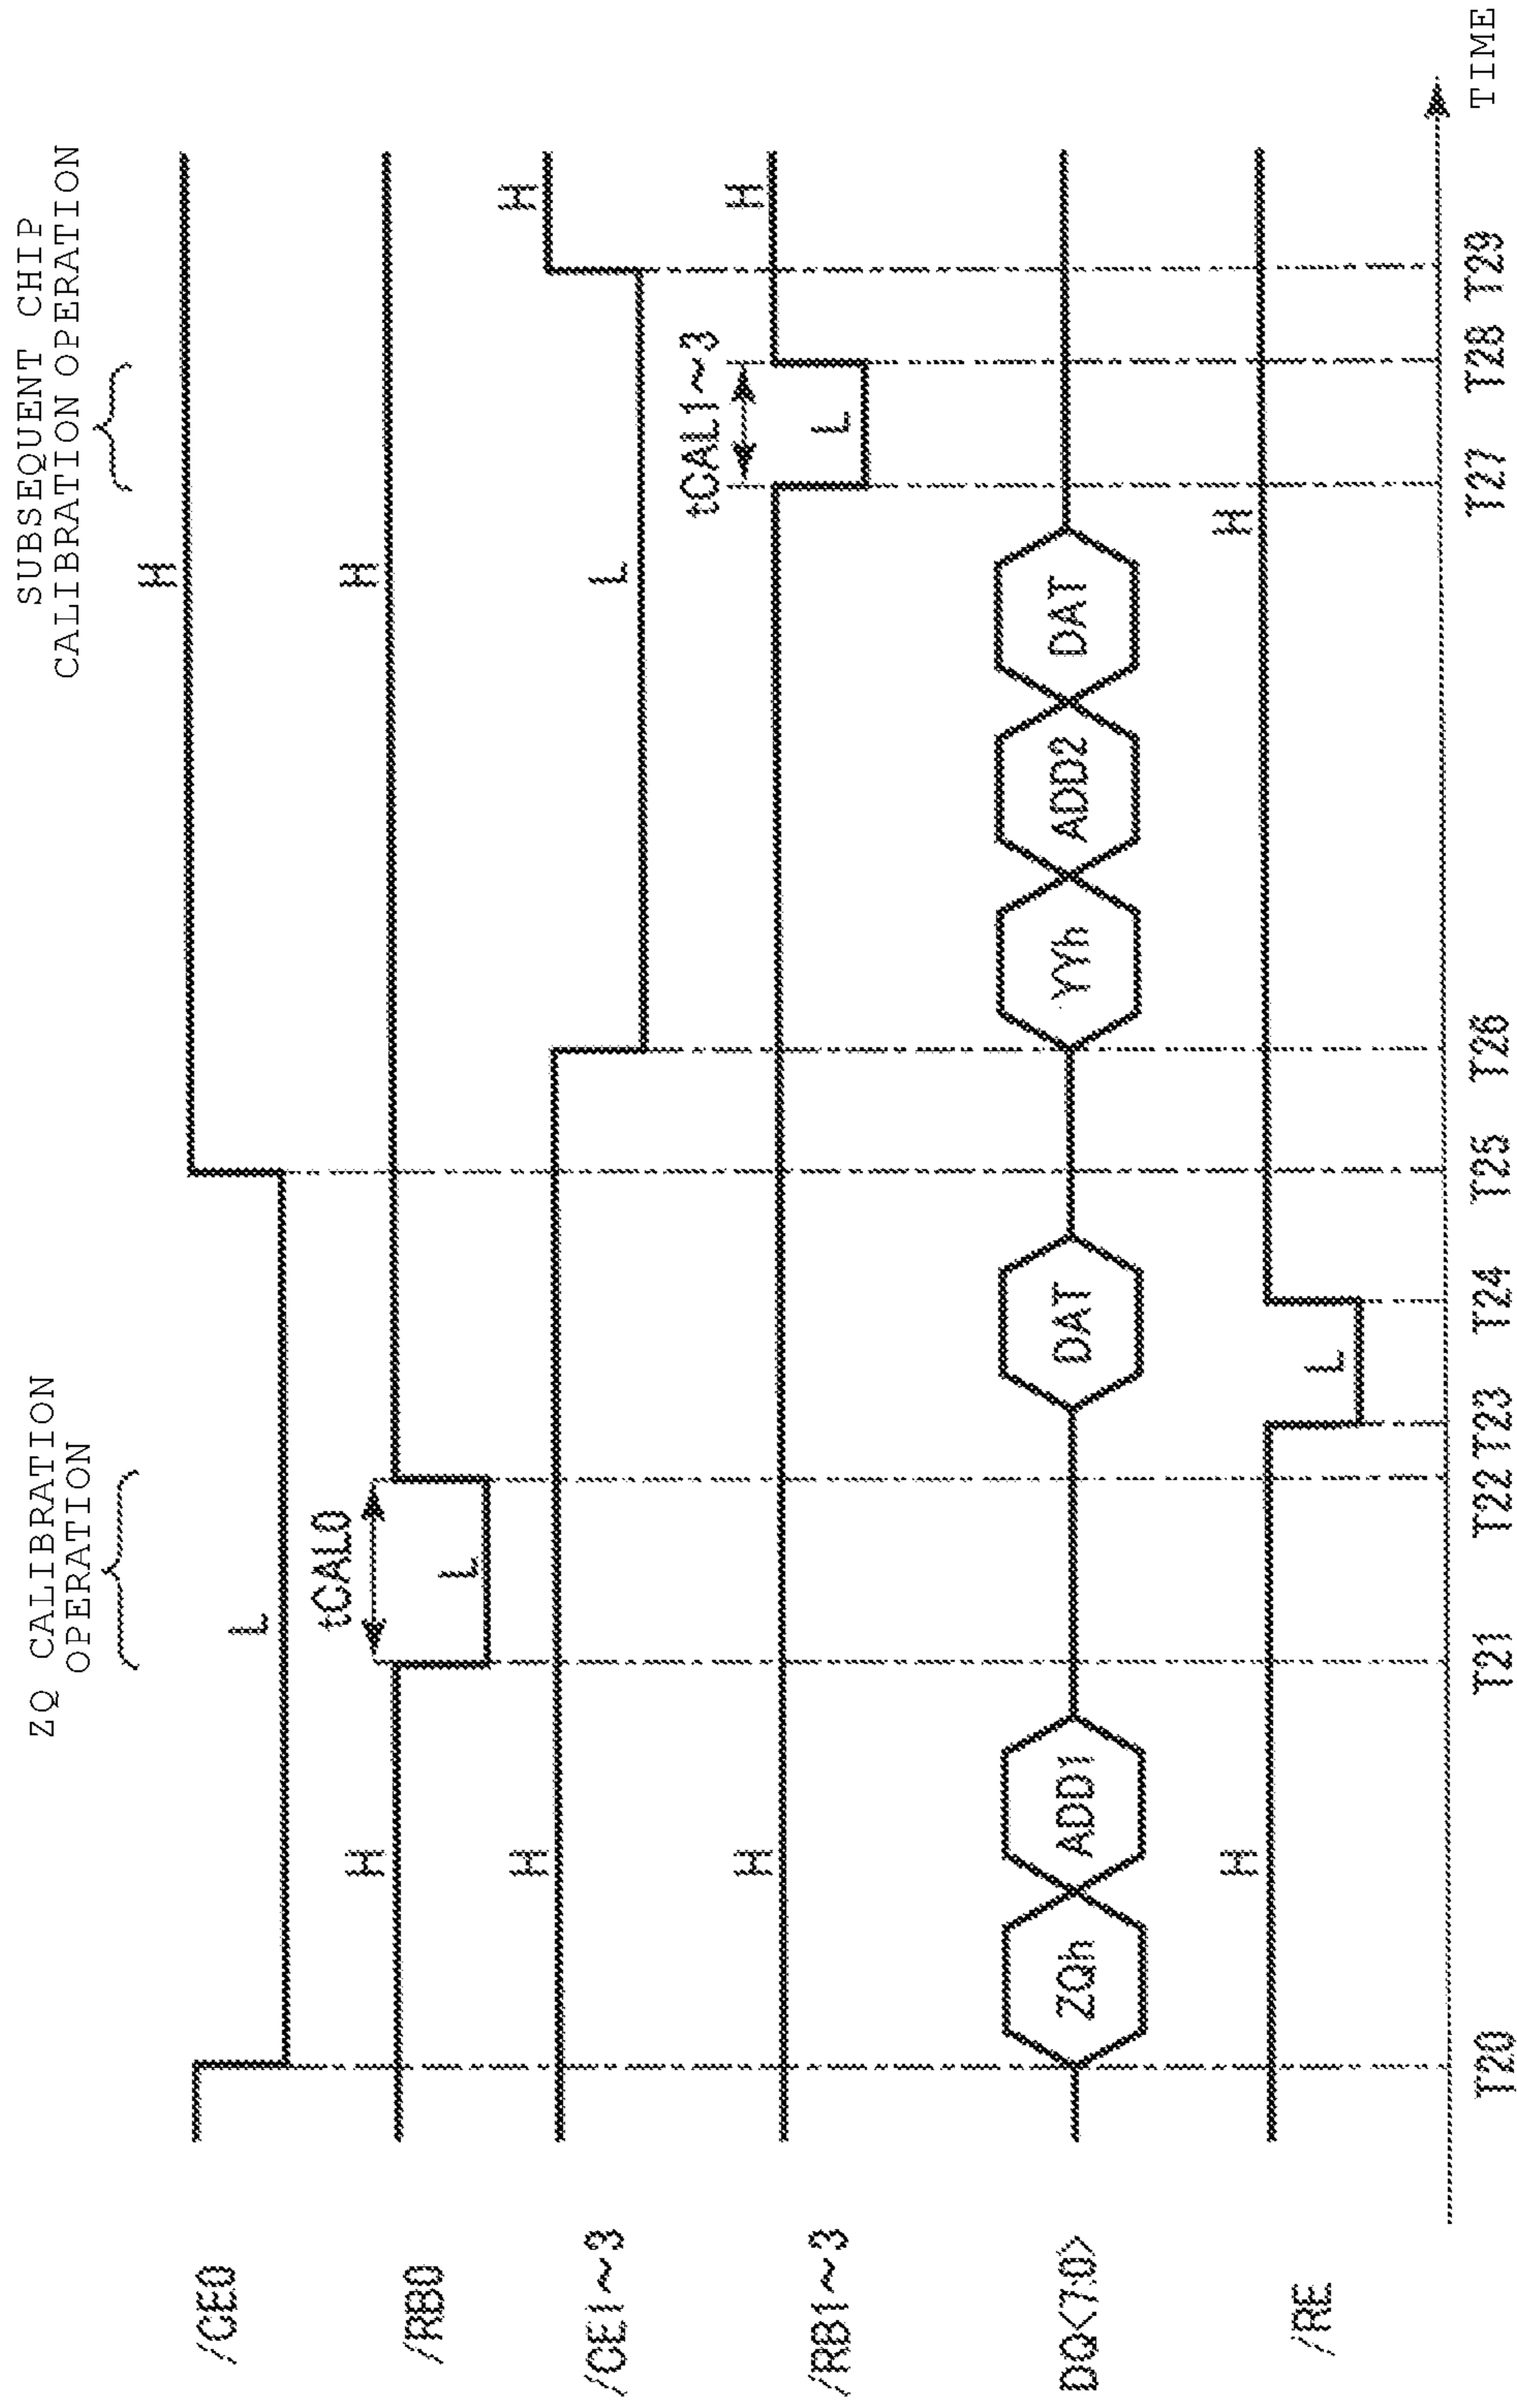 ZQ CALIBRATION
OPERATION
SUBSEQUENT CHIP
CALIBRATION OPERATION
/CE0
L
H
/RB0
H
tCAL0
L
H
/CE1~3
H
L
H
/RB1~3
H
tCAL1~3
L
H
DQ<7:0>
ZQh
ADD1
DAT
YYh
ADD2
DAT
/RE
H
L
H
T20
T21
T22
T23
T24
T25
T26
T27
T28
T29
TIME